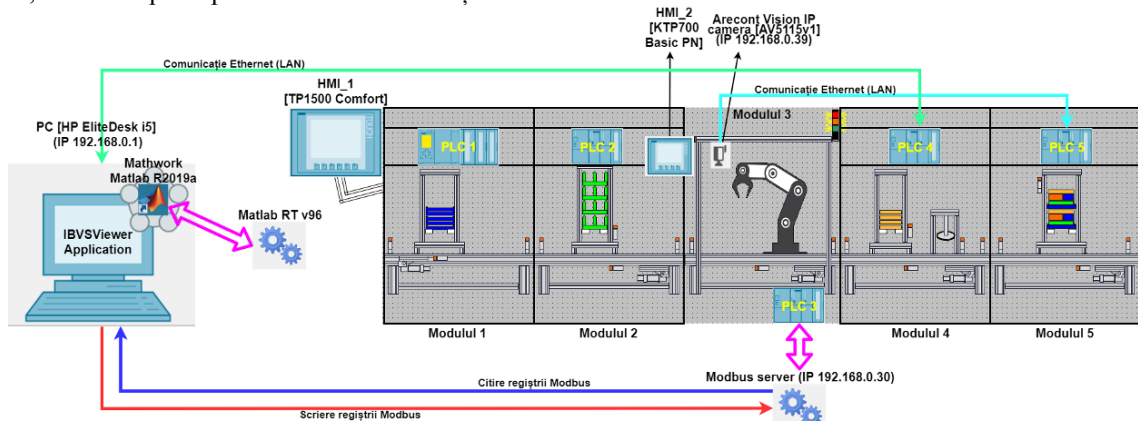 HMI_2
[KTP700
Basic PN]
Arecont Vision IP
camera [AV5115v1]
(IP 192.168.0.39)
Comunicație Ethernet (LAN)
HMI_1
[TP1500 Comfort]
Comunicație Ethernet (LAN)
Modulul 3
PC [HP EliteDesk i5]
(IP 192.168.0.1)
TOUCH
PLC 1
PLC 2
PLC 4
PLC 5
Mathwork
Matlab R2019a
Matlab RT v96
IBVSViewer
Application
PLC 3
Modulul 1
Modulul 2
Modulul 4
Modulul 5
Modbus server (IP 192.168.0.30)
Citire regiștrii Modbus
Scriere regiștrii Modbus